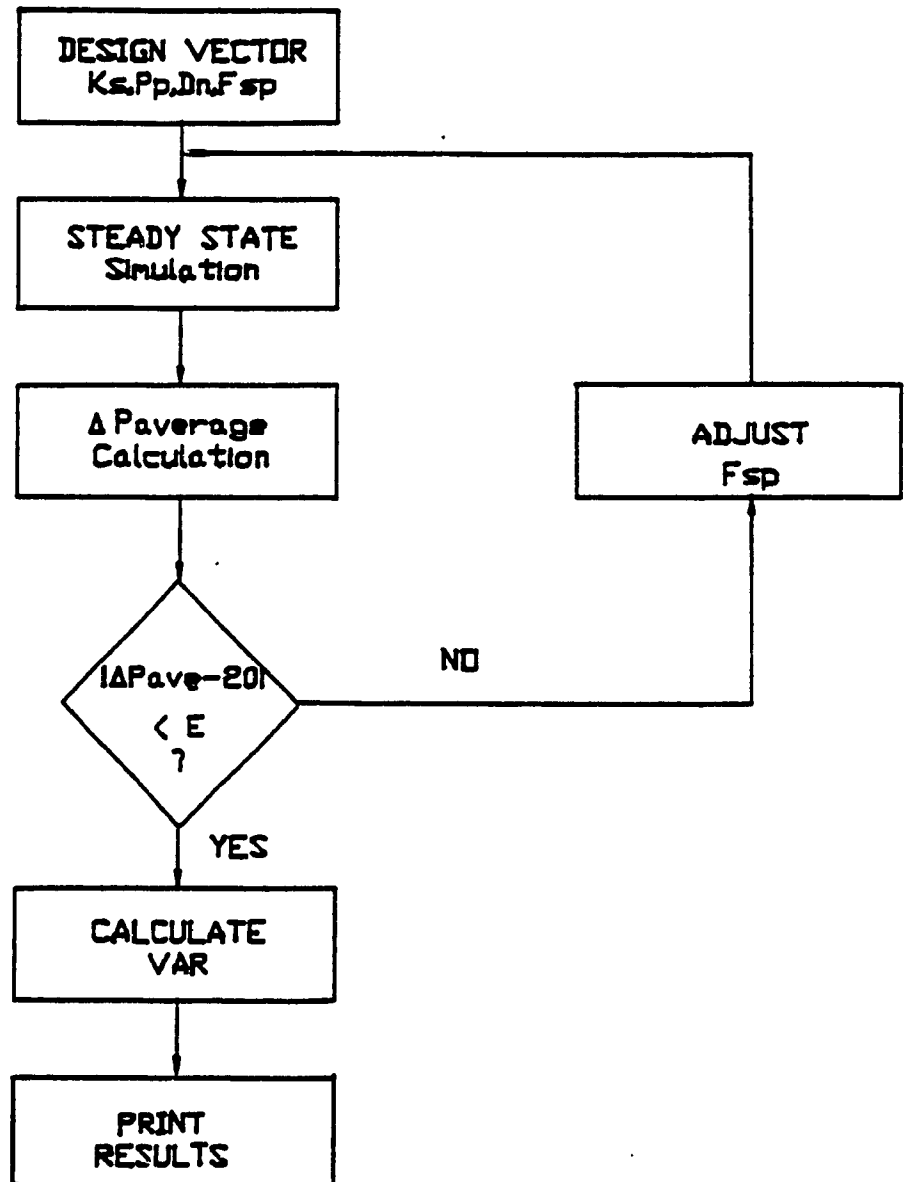 DESIGN VECTOR
Ks,Pp,Dn,Fsp
STEADY STATE
Simulation
Δ Paverage
Calculation
ADJUST
Fsp
|ΔPave-20|
< E
?
NO
YES
CALCULATE
VAR
PRINT
RESULTS